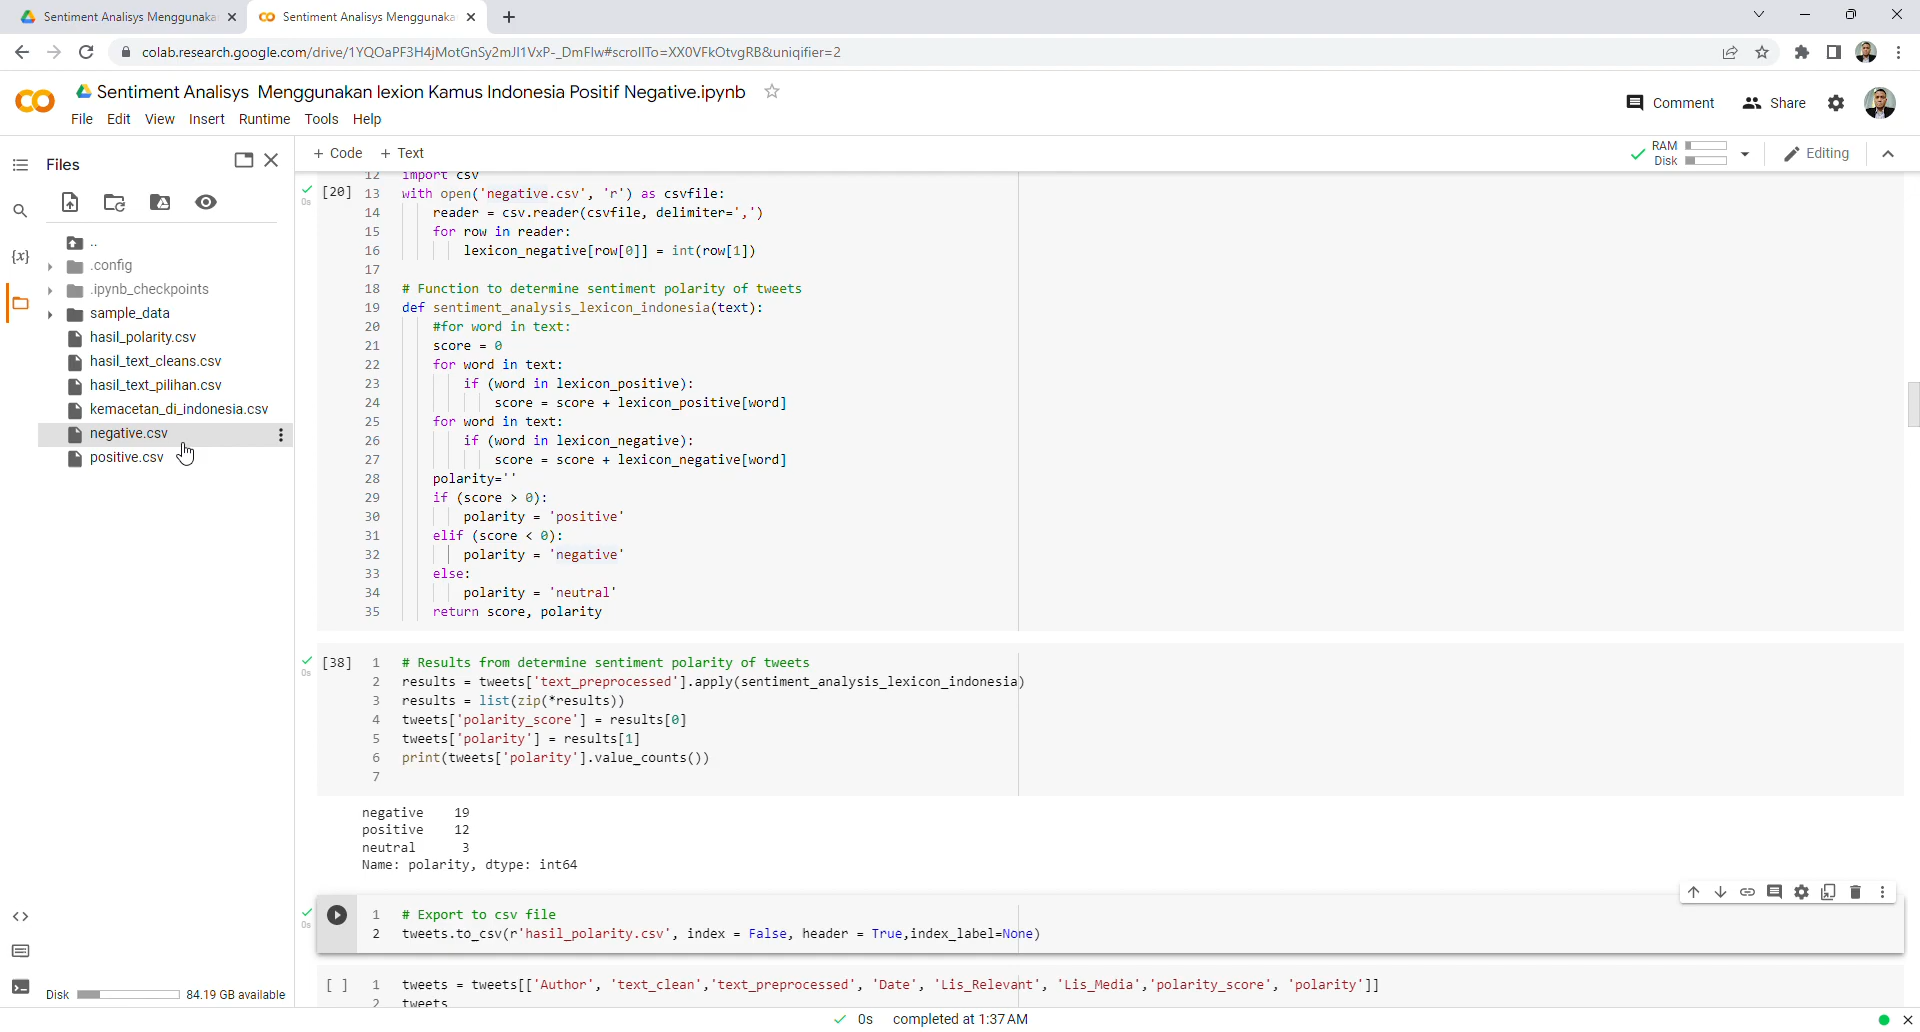 Sentiment Analisys Menggunaka
Sentiment Analisys Menggunaka
colab.research.google.com/drive/1YQOaPF3H4jMotGnSy2mJl1VxP-_DmFlw#scrollTo=XX0VFkOtvgRB&uniqifier=2
CO
Sentiment Analisys Menggunakan lexion Kamus Indonesia Positif Negative.ipynb
File Edit View Insert Runtime Tools Help
Comment
Share
Files
+ Code + Text
RAM
Disk
Editing
{x}
..
.config
.ipynb_checkpoints
sample_data
hasil_polarity.csv
hasil_text_cleans.csv
hasil_text_pilihan.csv
kemacetan_di_indonesia.csv
negative.csv
positive.csv
Disk 84.19 GB available
0s
[20]
12 import csv
13 with open('negative.csv', 'r') as csvfile:
14 reader = csv.reader(csvfile, delimiter=',')
15 for row in reader:
16 lexicon_negative[row[0]] = int(row[1])
17
18 # Function to determine sentiment polarity of tweets
19 def sentiment_analysis_lexicon_indonesia(text):
20 #for word in text:
21 score = 0
22 for word in text:
23 if (word in lexicon_positive):
24 score = score + lexicon_positive[word]
25 for word in text:
26 if (word in lexicon_negative):
27 score = score + lexicon_negative[word]
28 polarity=''
29 if (score > 0):
30 polarity = 'positive'
31 elif (score < 0):
32 polarity = 'negative'
33 else:
34 polarity = 'neutral'
35 return score, polarity
0s
[38]
1 # Results from determine sentiment polarity of tweets
2 results = tweets['text_preprocessed'].apply(sentiment_analysis_lexicon_indonesia)
3 results = list(zip(*results))
4 tweets['polarity_score'] = results[0]
5 tweets['polarity'] = results[1]
6 print(tweets['polarity'].value_counts())
7
negative 19
positive 12
neutral 3
Name: polarity, dtype: int64
0s
1 # Export to csv file
2 tweets.to_csv(r'hasil_polarity.csv', index = False, header = True,index_label=None)
[ ]
1 tweets = tweets[['Author', 'text_clean','text_preprocessed', 'Date', 'Lis_Relevant', 'Lis_Media','polarity_score', 'polarity']]
2 tweets
0s completed at 1:37 AM